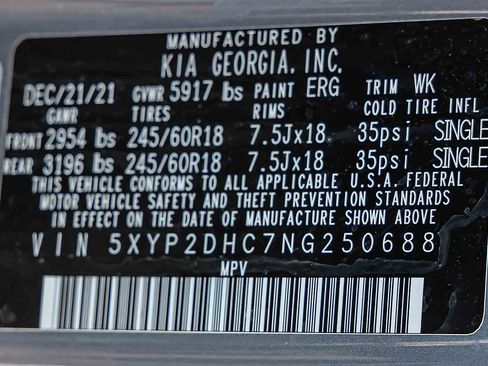 MANUFACTURED BY
KIA GEORGIA. INC.
DEC/21/21 GVWR 5917 lbs PAINT ERG TRIM WK
GAWR TIRES RIMS COLD TIRE INFL
FRONT 2954 lbs 245/60R18 7.5Jx18 35psi SINGLE
REAR 3196 lbs 245/60R18 7.5Jx18 35psi SINGLE
THIS VEHICLE CONFORMS TO ALL APPLICABLE U.S.A. FEDERAL
MOTOR VEHICLE SAFETY AND THEFT PREVENTION STANDARDS
IN EFFECT ON THE DATE OF MANUFACTURE SHOWN ABOVE
VIN 5XYP2DHC7NG250688
MPV